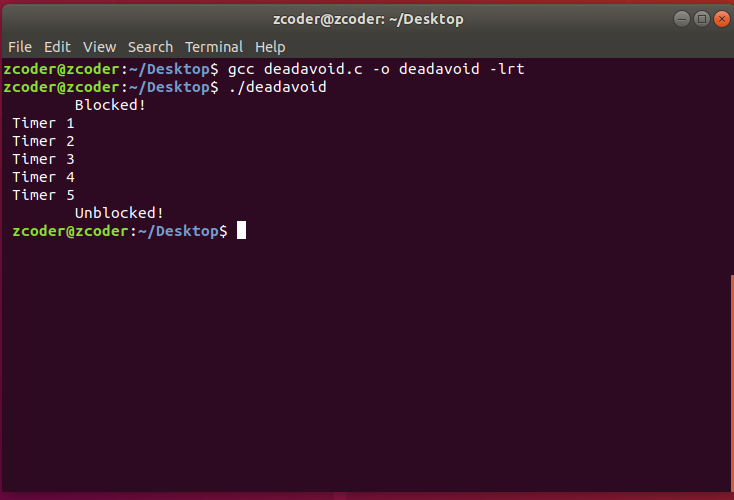 zcoder@zcoder: ~/Desktop
File Edit View Search Terminal Help
zcoder@zcoder:~/Desktop$ gcc deadavoid.c -o deadavoid -lrt
zcoder@zcoder:~/Desktop$ ./deadavoid
Blocked!
Timer 1
Timer 2
Timer 3
Timer 4
Timer 5
Unblocked!
zcoder@zcoder:~/Desktop$